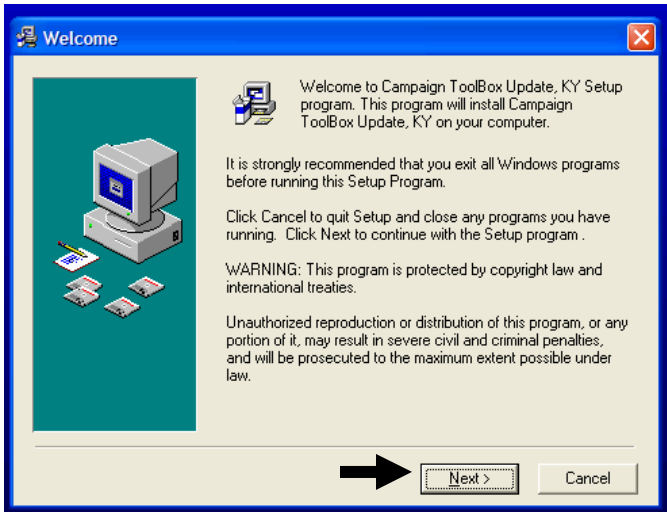 Welcome
Welcome to Campaign ToolBox Update, KY Setup
program. This program will install Campaign
ToolBox Update, KY on your computer.
It is strongly recommended that you exit all Windows programs
before running this Setup Program.
Click Cancel to quit Setup and close any programs you have
running.  Click Next to continue with the Setup program .
WARNING: This program is protected by copyright law and
international treaties.
Unauthorized reproduction or distribution of this program, or any
portion of it, may result in severe civil and criminal penalties,
and will be prosecuted to the maximum extent possible under
law.
Next >
Cancel